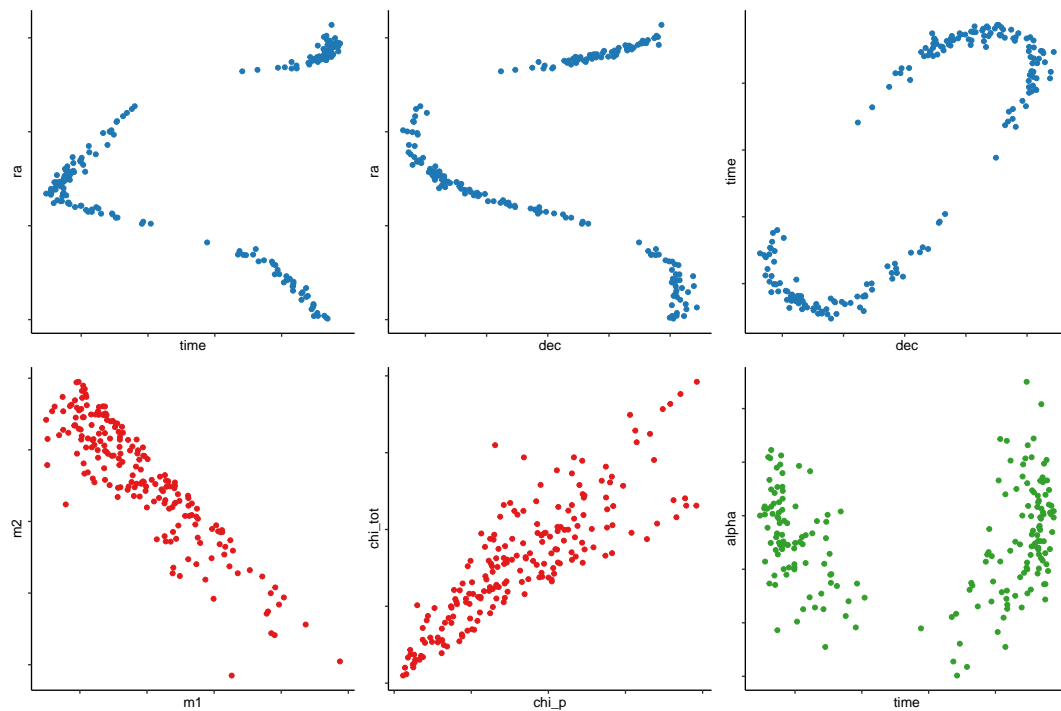 ra
time
ra
dec
time
dec
m2
m1
chi_tot
chi_p
alpha
time